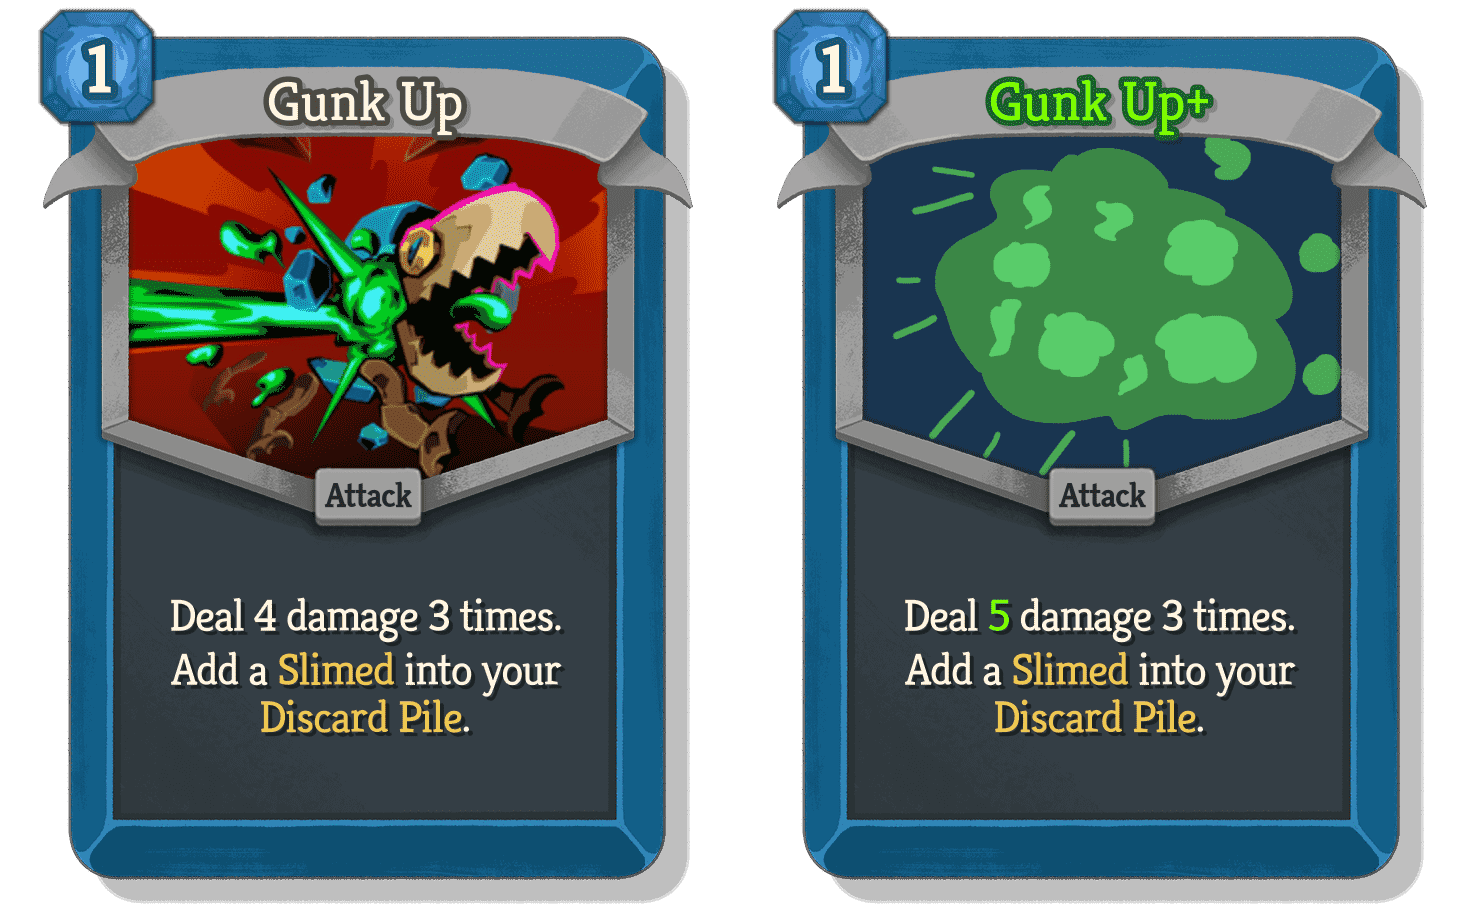 1
Gunk Up
Attack
Deal 4 damage 3 times.
Add a Slimed into your
Discard Pile.
1
Gunk Up+
Attack
Deal 5 damage 3 times.
Add a Slimed into your
Discard Pile.